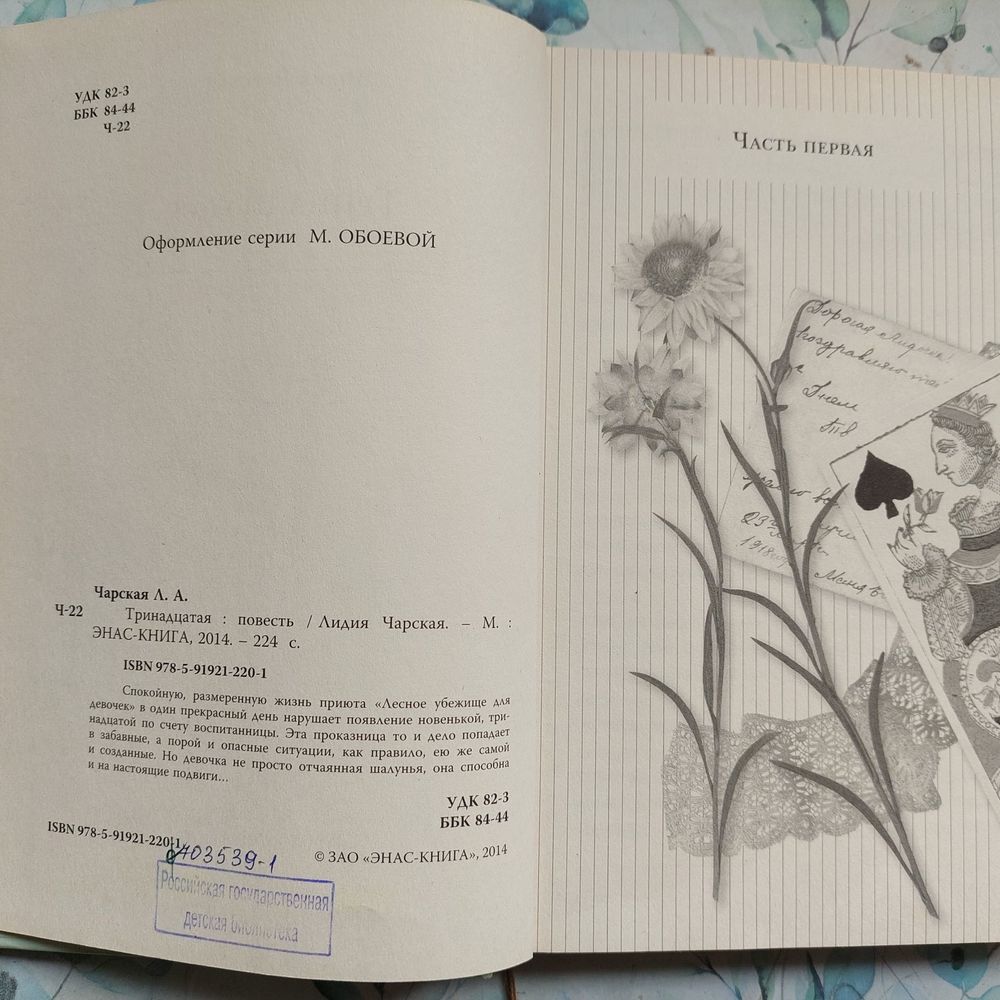 УДК 82-3
ББК 84-44
Ч-22
Оформление серии М. ОБОЕВОЙ
Чарская Л. А.
Ч-22 Тринадцатая : повесть / Лидия Чарская. – М. :
ЭНАС-КНИГА, 2014. – 224 с.
ISBN 978-5-91921-220-1
Спокойную, размеренную жизнь приюта «Лесное убежище для
девочек» в один прекрасный день нарушает появление новенькой, три-
надцатой по счету воспитанницы. Эта проказница то и дело попадает
в забавные, а порой и опасные ситуации, как правило, ею же самой
и созданные. Но девочка не просто отчаянная шалунья, она способна
и на настоящие подвиги...
УДК 82-3
ББК 84-44
ISBN 978-5-91921-220-1
© ЗАО «ЭНАС-КНИГА», 2014
403539-1
Российская государственная
детская библиотека
Часть первая
Дорогая
поздравляю
с Днем